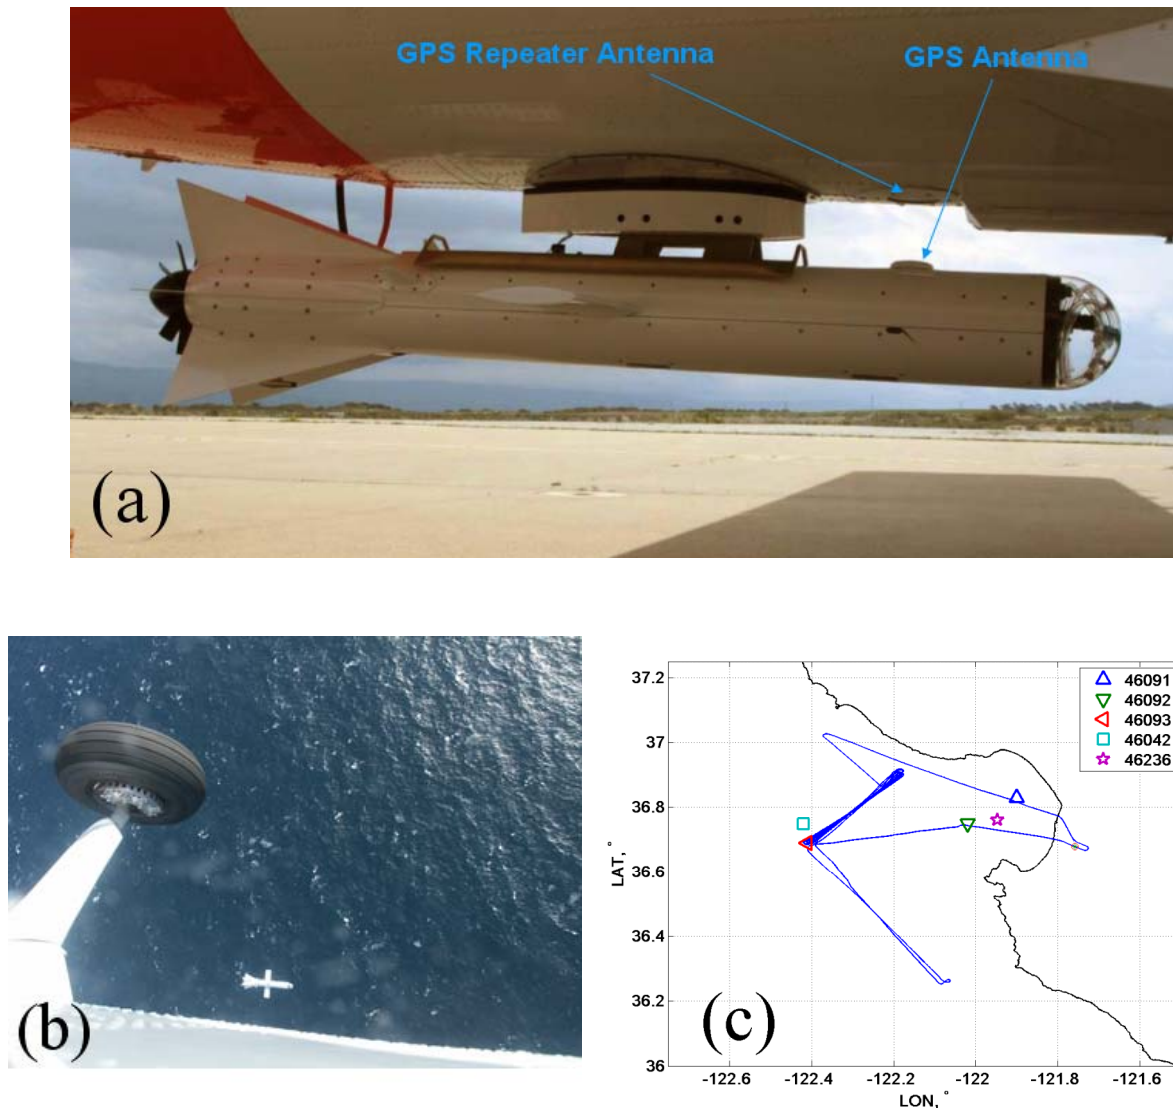 GPS Repeater Antenna
GPS Antenna
(a)
(b)
37.2
37
36.8
36.6
36.4
36.2
36
LAT, °
46091
46092
46093
46042
46236
(c)
-122.6
-122.4
-122.2
-122
-121.8
-121.6
LON, °